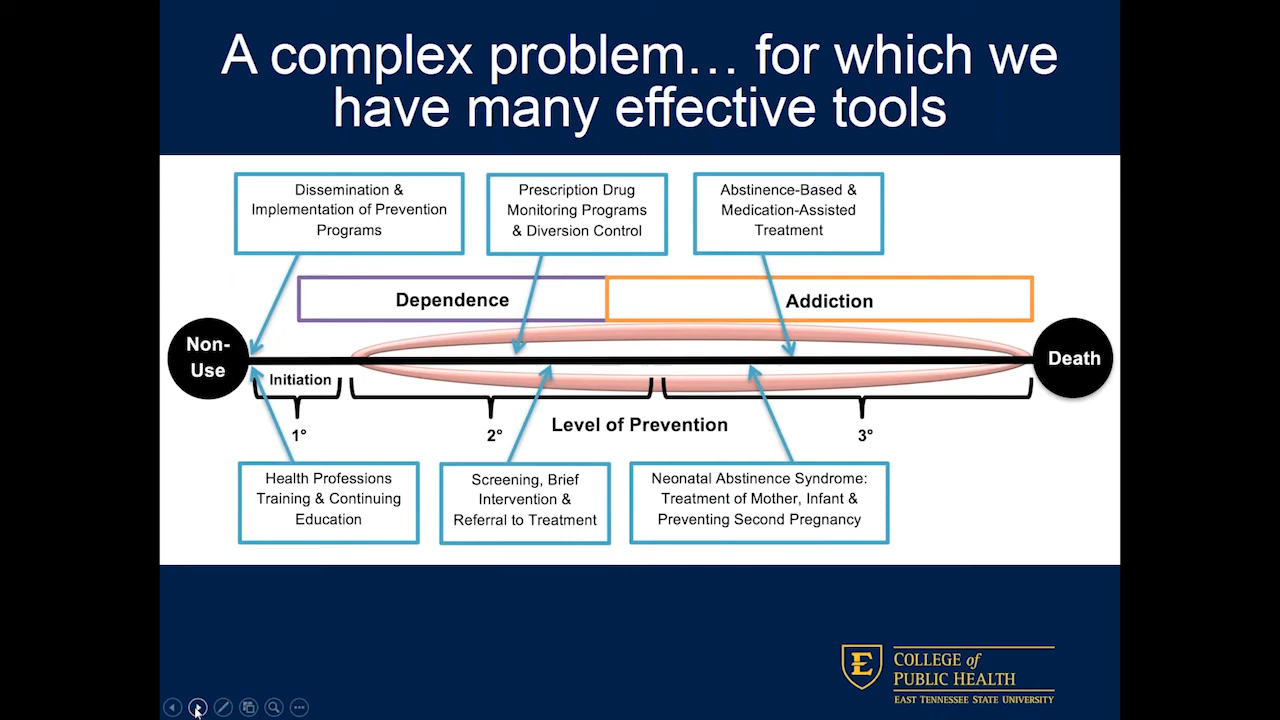 A complex problem… for which we
have many effective tools
Dissemination &
Implementation of Prevention
Programs
Prescription Drug
Monitoring Programs
& Diversion Control
Abstinence-Based &
Medication-Assisted
Treatment
Dependence
Addiction
Non-
Use
Death
Initiation
1°
2°
Level of Prevention
3°
Health Professions
Training & Continuing
Education
Screening, Brief
Intervention &
Referral to Treatment
Neonatal Abstinence Syndrome:
Treatment of Mother, Infant &
Preventing Second Pregnancy
E
COLLEGE of
PUBLIC HEALTH
EAST TENNESSEE STATE UNIVERSITY